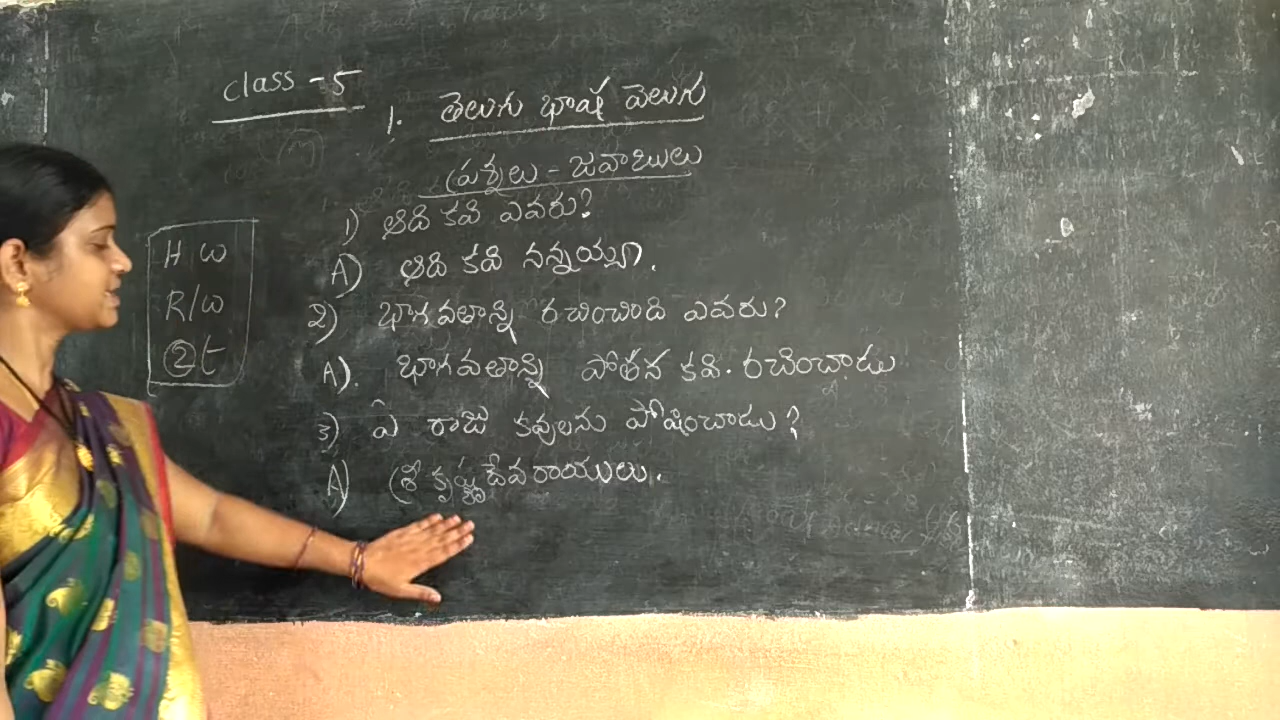 class - 5
1. తెలుగు భాష వెలుగు
ప్రశ్నలు - జవాబులు
1) ఆది కవి ఎవరు?
A) ఆది కవి నన్నయ్య.
H W
R/W
②t
2) భాగవతాన్ని రచించింది ఎవరు?
A). భాగవతాన్ని పోతన కవి. రచించాడు
3) ఏ రాజు కవులను పోషించాడు?
A) శ్రీ కృష్ణదేవరాయులు.